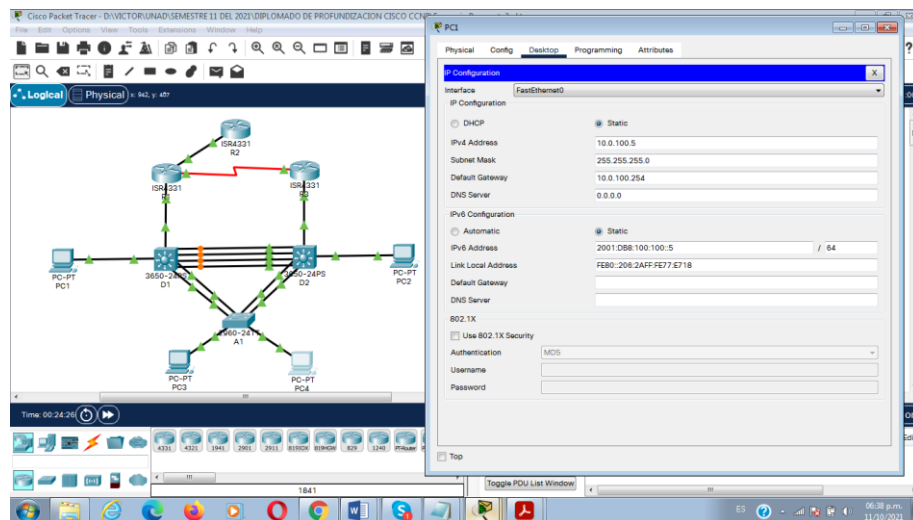 Cisco Packet Tracer - D:\VICTOR\UNAD\SEMESTRE 11 DEL 2021\DIPLOMADO DE PROFUNDIZACION CISCO
File Edit Options View Tools Extensions Window Help
Logical Physical x: 942, y: 407
ISR4331
R2
ISR4331
ISR4331
3650-24PS
D1
3650-24PS
D2
PC-PT
PC1
PC-PT
PC2
2960-24TT
A1
PC-PT
PC3
PC-PT
PC4
Time: 00:24:26
4331 4321 1941 2901 2911 819IOX 819HGW 829 1240
1841
PC1
Physical Config Desktop Programming Attributes
IP Configuration X
Interface FastEthernet0
IP Configuration
DHCP Static
IPv4 Address 10.0.100.5
Subnet Mask 255.255.255.0
Default Gateway 10.0.100.254
DNS Server 0.0.0.0
IPv6 Configuration
Automatic Static
IPv6 Address 2001:DB8:100:100::5 / 64
Link Local Address FE80::206:2AFF:FE77:E718
Default Gateway
DNS Server
802.1X
Use 802.1X Security
Authentication MD5
Username
Password
Top
Toggle PDU List Window
ES 06:38 p.m.
11/10/2021